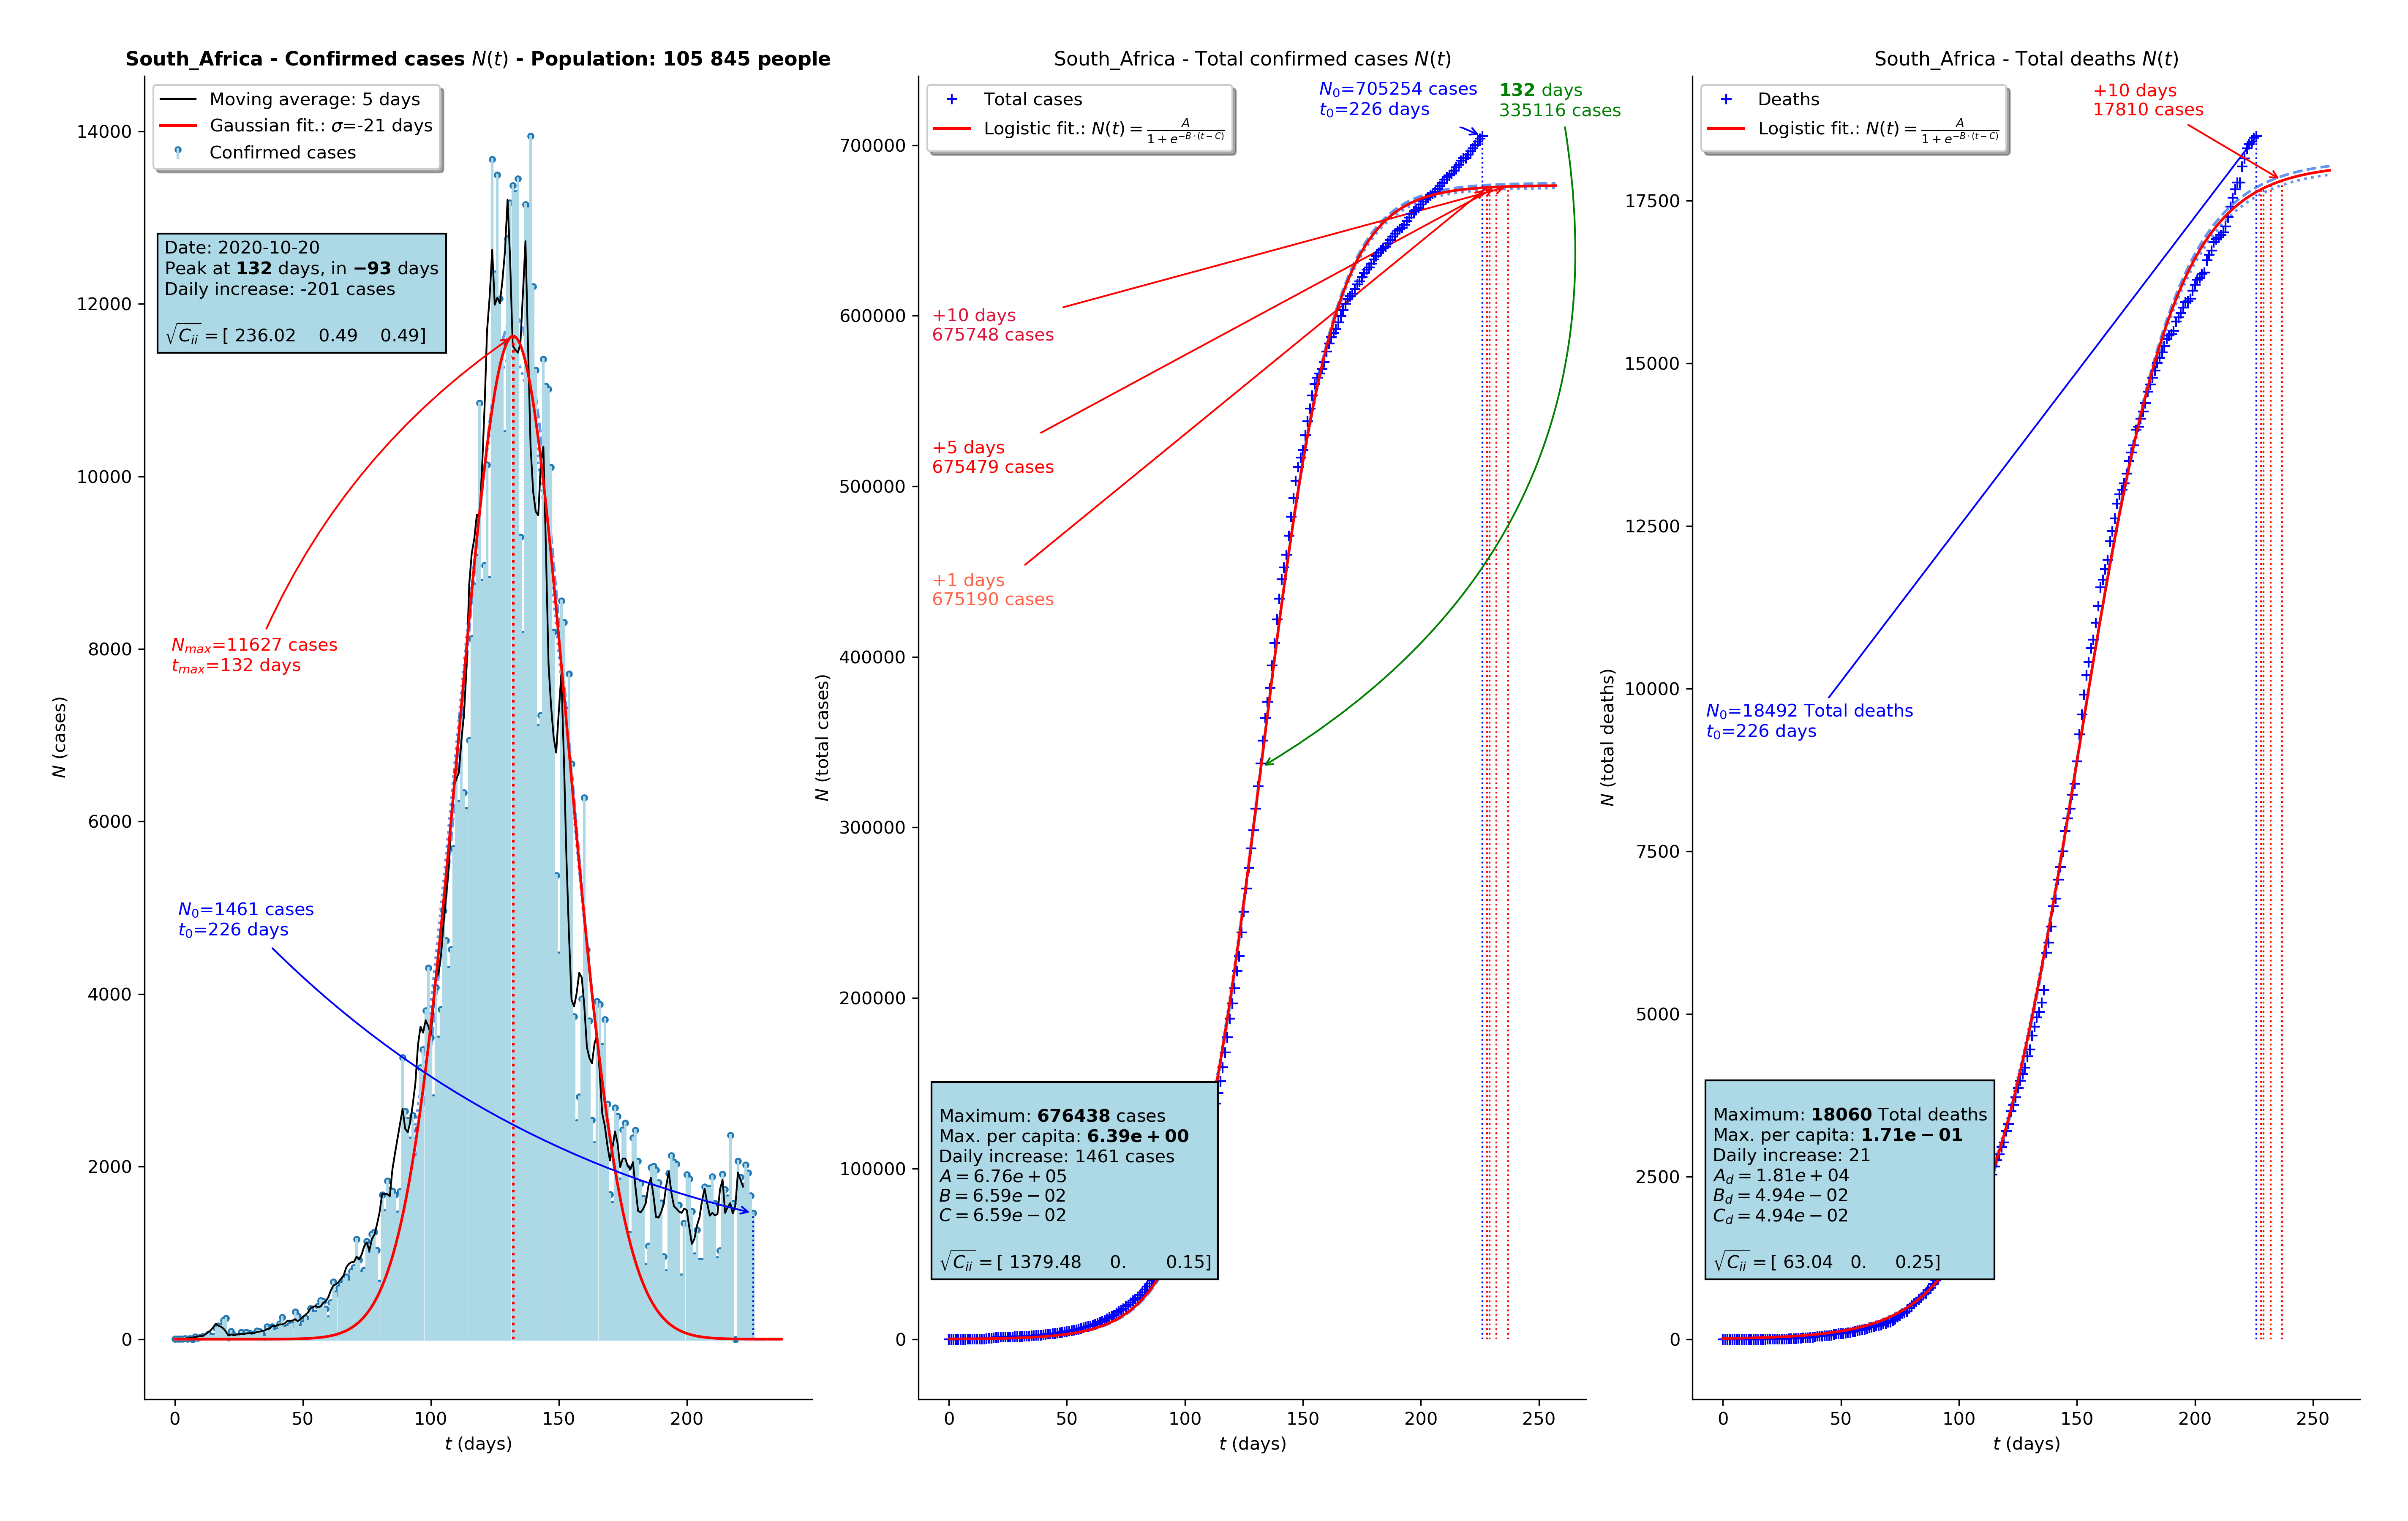 South_Africa - Confirmed cases N(t) - Population: 105 845 people
Moving average: 5 days
Gaussian fit.: σ=-21 days
Confirmed cases
Date: 2020-10-20
Peak at 132 days, in −93 days
Daily increase: -201 cases
√C_ii = [ 236.02 0.49 0.49]
N_max=11627 cases
t_max=132 days
N_0=1461 cases
t_0=226 days
14000
12000
10000
8000
6000
4000
2000
0
N (cases)
0 50 100 150 200
t (days)
South_Africa - Total confirmed cases N(t)
Total cases
Logistic fit.: N(t) = A / (1 + e^{−B·(t−C)})
N_0=705254 cases
t_0=226 days
132 days
335116 cases
+10 days
675748 cases
+5 days
675479 cases
+1 days
675190 cases
Maximum: 676438 cases
Max. per capita: 6.39e + 00
Daily increase: 1461 cases
A = 6.76e + 05
B = 6.59e − 02
C = 6.59e − 02
√C_ii = [ 1379.48 0. 0.15]
700000
600000
500000
400000
300000
200000
100000
0
N (total cases)
0 50 100 150 200 250
t (days)
South_Africa - Total deaths N(t)
Deaths
Logistic fit.: N(t) = A / (1 + e^{−B·(t−C)})
+10 days
17810 cases
N_0=18492 Total deaths
t_0=226 days
Maximum: 18060 Total deaths
Max. per capita: 1.71e − 01
Daily increase: 21
A_d = 1.81e + 04
B_d = 4.94e − 02
C_d = 4.94e − 02
√C_ii = [ 63.04 0. 0.25]
17500
15000
12500
10000
7500
5000
2500
0
N (total deaths)
0 50 100 150 200 250
t (days)